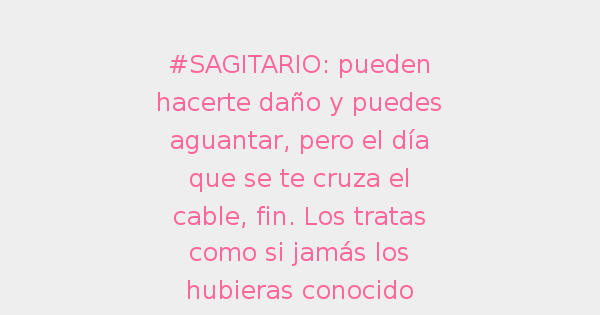 #SAGITARIO: pueden
hacerte daño y puedes
aguantar, pero el día
que se te cruza el
cable, fin. Los tratas
como si jamás los
hubieras conocido